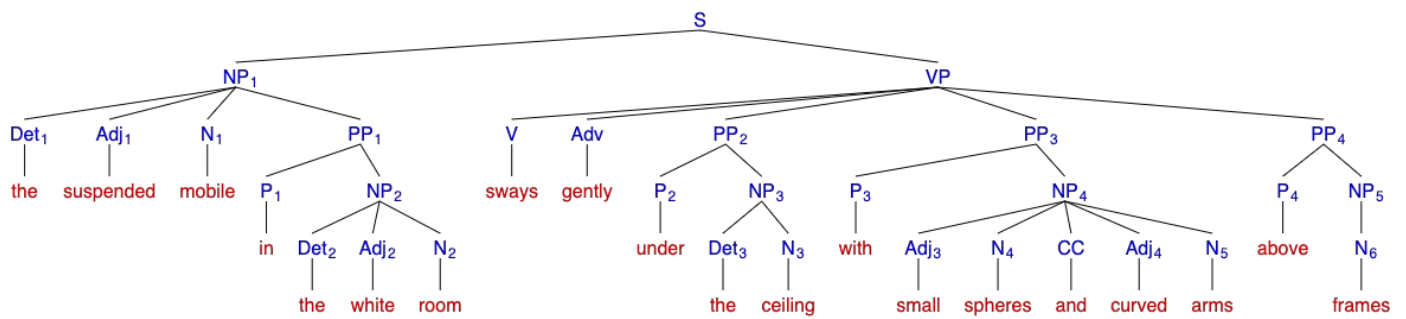 S
NP₁ VP
Det₁ Adj₁ N₁ PP₁ V Adv PP₂ PP₃ PP₄
the suspended mobile P₁ NP₂ sways gently P₂ NP₃ P₃ NP₄ P₄ NP₅
in Det₂ Adj₂ N₂ under Det₃ N₃ with Adj₃ N₄ CC Adj₄ N₅ above N₆
the white room the ceiling small spheres and curved arms frames